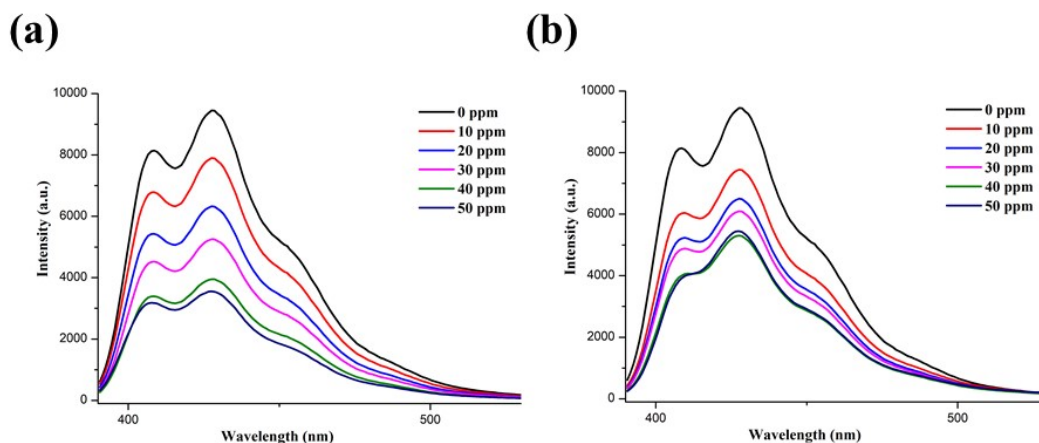 (a)
10000
8000
6000
4000
2000
0
Intensity (a.u.)
400
500
Wavelength (nm)
0 ppm
10 ppm
20 ppm
30 ppm
40 ppm
50 ppm
(b)
10000
8000
6000
4000
2000
0
Intensity (a.u.)
400
500
Wavelength (nm)
0 ppm
10 ppm
20 ppm
30 ppm
40 ppm
50 ppm